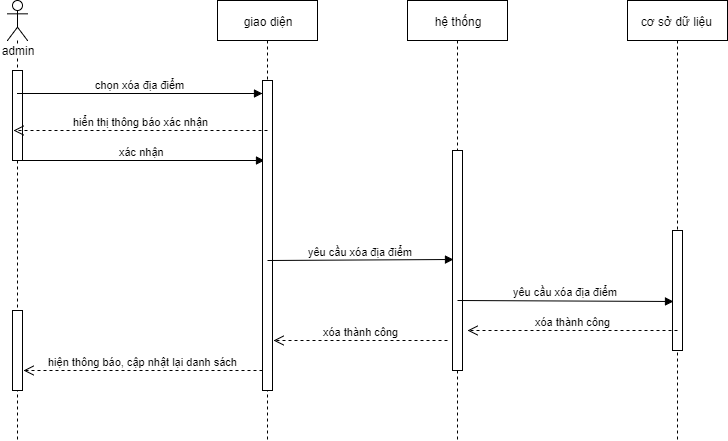 giao diện
hệ thống
cơ sở dữ liệu
admin
chọn xóa địa điểm
hiển thị thông báo xác nhận
xác nhận
yêu cầu xóa địa điểm
yêu cầu xóa địa điểm
xóa thành công
xóa thành công
hiện thông báo, cập nhật lại danh sách